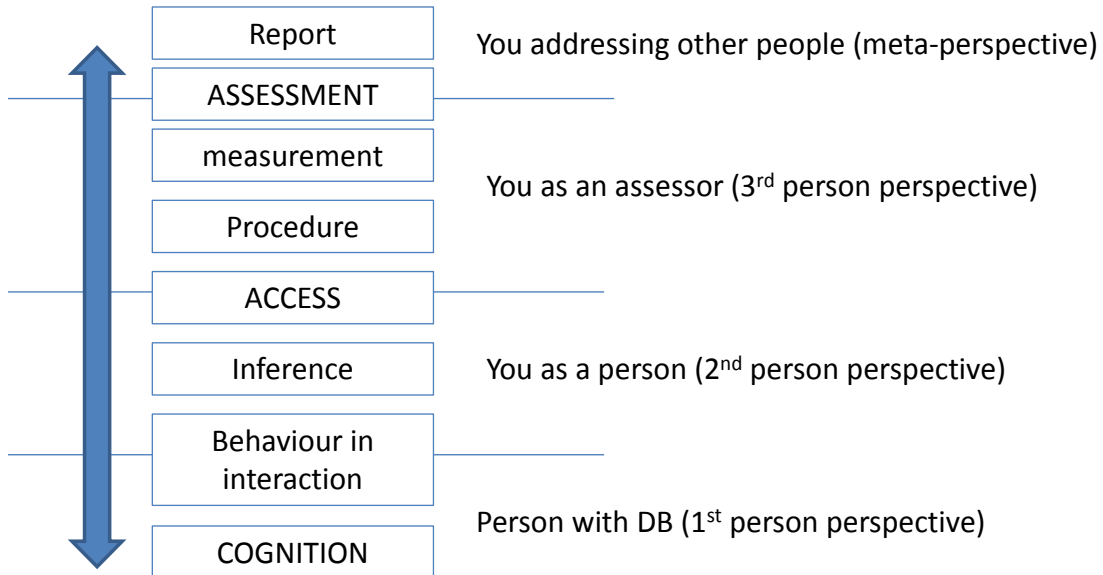 Report
You addressing other people (meta-perspective)
ASSESSMENT
measurement
You as an assessor (3rd person perspective)
Procedure
ACCESS
Inference
You as a person (2nd person perspective)
Behaviour in
interaction
Person with DB (1st person perspective)
COGNITION